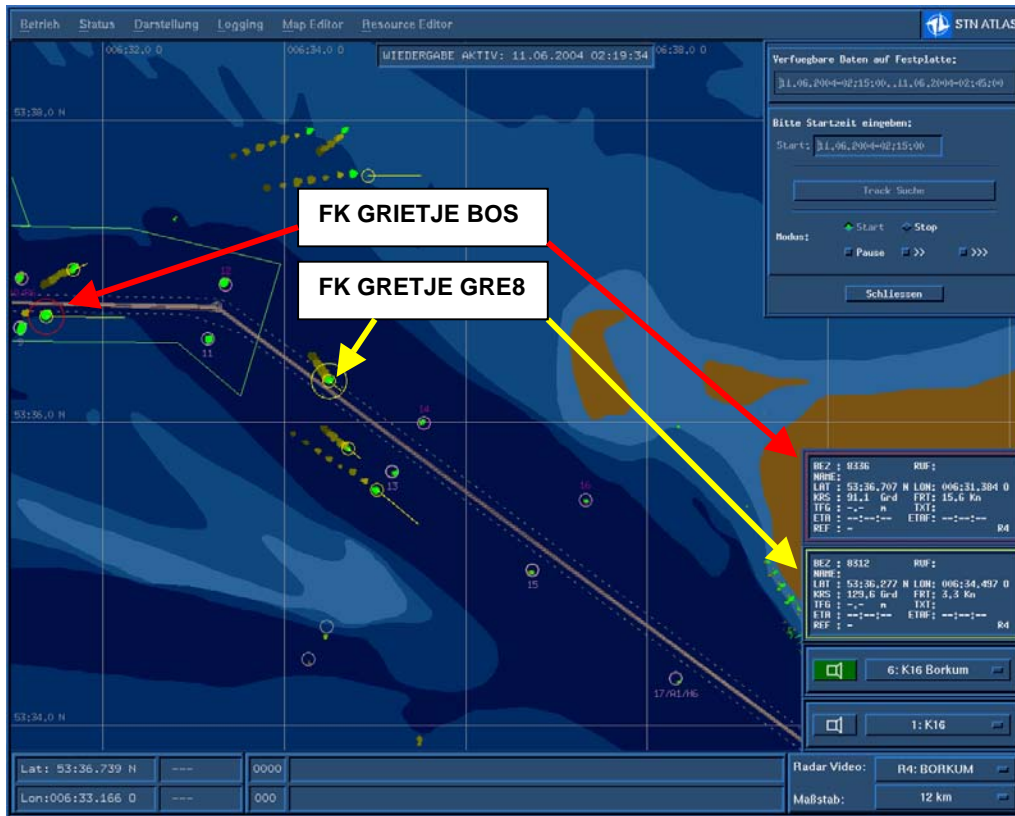 Betrieb Status Darstellung Logging Map Editor Resource Editor
STN ATLAS
006:32.0 O 006:34.0 O 06:38.0 O
WIEDERGABE AKTIV: 11.06.2004 02:19:34
Verfuegbare Daten auf Festplatte:
11.06.2004-02:15:00..11.06.2004-02:45:00
Bitte Startzeit eingeben:
Start: 11.06.2004-02:15:00
Track Suche
Modus:
Start Stop
Pause >> >>>
Schliessen
53:38.0 N
FK GRIETJE BOS
FK GRETJE GRE8
12
9
11
53:36.0 N
14
13
16
15
17/A1/H6
53:34.0 N
BEZ : 8336 RUF:
NAME:
LAT : 53:36,707 N LON: 006:31,384 O
KRS : 91,1 Grd FRT: 15,6 Kn
TFG : -,- m TXT:
ETA : --:--:-- ETAF: --:--:--
REF : - R4
BEZ : 8312 RUF:
NAME:
LAT : 53:36,277 N LON: 006:34,497 O
KRS : 129,6 Grd FRT: 3,3 Kn
TFG : -,- m TXT:
ETA : --:--:-- ETAF: --:--:--
REF : - R4
6: K16 Borkum
1: K16
Lat: 53:36.739 N --- 0000
Lon:006:33.166 O --- 000
Radar Video: R4: BORKUM
Maßstab: 12 km